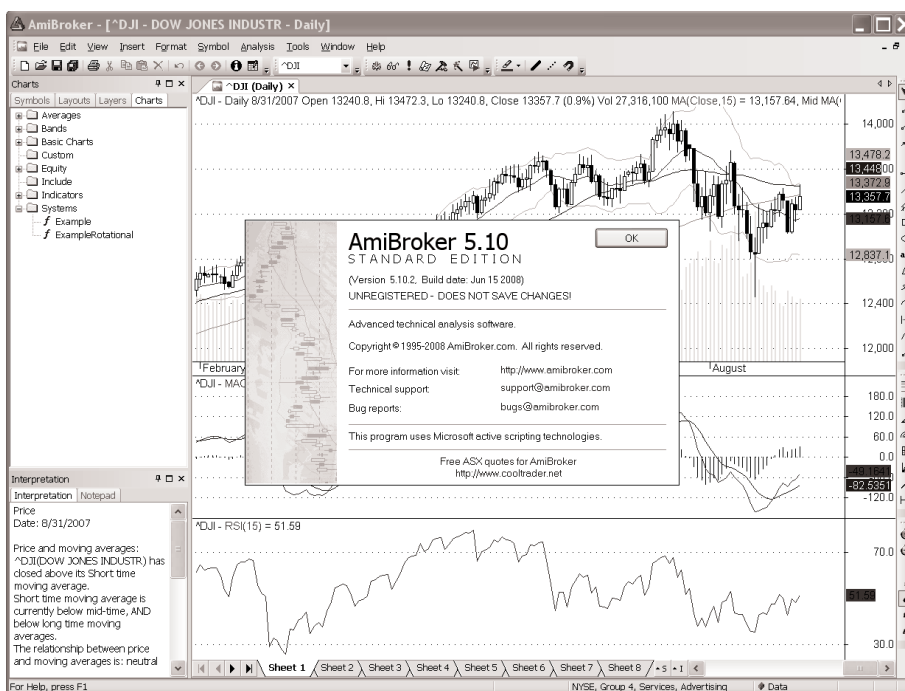 AmiBroker - [^DJI - DOW JONES INDUSTR - Daily]
File Edit View Insert Format Symbol Analysis Tools Window Help
^DJI
Charts
Symbols Layouts Layers Charts
Averages
Bands
Basic Charts
Custom
Equity
Include
Indicators
Systems
Example
ExampleRotational
Interpretation
Interpretation Notepad
Price
Date: 8/31/2007
Price and moving averages:
^DJI(DOW JONES INDUSTR) has
closed above its Short time
moving average.
Short time moving average is
currently below mid-time, AND
below long time moving
averages.
The relationship between price
and moving averages is: neutral
^DJI (Daily)
^DJI - Daily 8/31/2007 Open 13240.8, Hi 13472.3, Lo 13240.8, Close 13357.7 (0.9%) Vol 27,316,100 MA(Close,15) = 13,157.64, Mid MA(
14,000
13,478.2
13,448
13,372.9
13,357.7
12,837.1
12,400
12,000
February
August
AmiBroker 5.10
STANDARD EDITION
OK
(Version 5.10.2, Build date: Jun 15 2008)
UNREGISTERED - DOES NOT SAVE CHANGES!
Advanced technical analysis software.
Copyright © 1995-2008 AmiBroker.com. All rights reserved.
For more information visit: http://www.amibroker.com
Technical support: support@amibroker.com
Bug reports: bugs@amibroker.com
This program uses Microsoft active scripting technologies.
Free ASX quotes for AmiBroker
http://www.cooltrader.net
^DJI - MAC
180.0
120.0
60.0
0.0
-49.1641
-82.5351
-120.0
^DJI - RSI(15) = 51.59
70.0
51.59
30.0
Sheet 1 Sheet 2 Sheet 3 Sheet 4 Sheet 5 Sheet 6 Sheet 7 Sheet 8 S I
For Help, press F1
NYSE, Group 4, Services, Advertising
Data